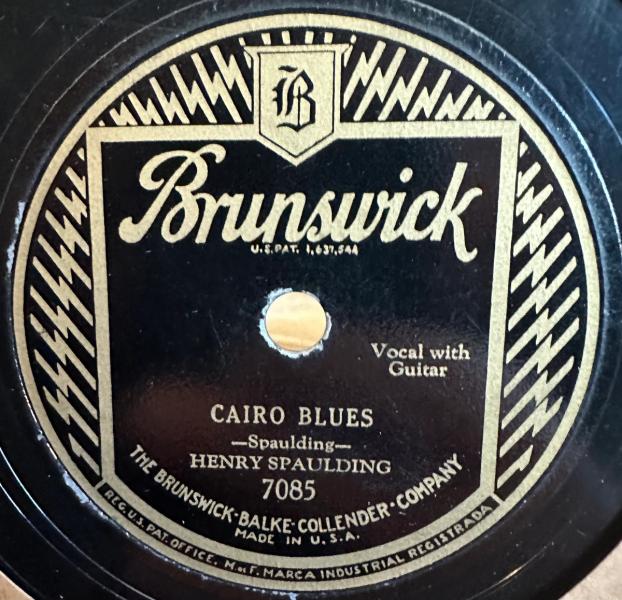 B
Brunswick
U.S. PAT. 1,637,544
Vocal with
Guitar
CAIRO BLUES
—Spaulding—
HENRY SPAULDING
7085
THE BRUNSWICK-BALKE-COLLENDER-COMPANY
MADE IN U.S.A.
REG. U.S. PAT. OFFICE. M. DE F. MARCA INDUSTRIAL REGISTRADA